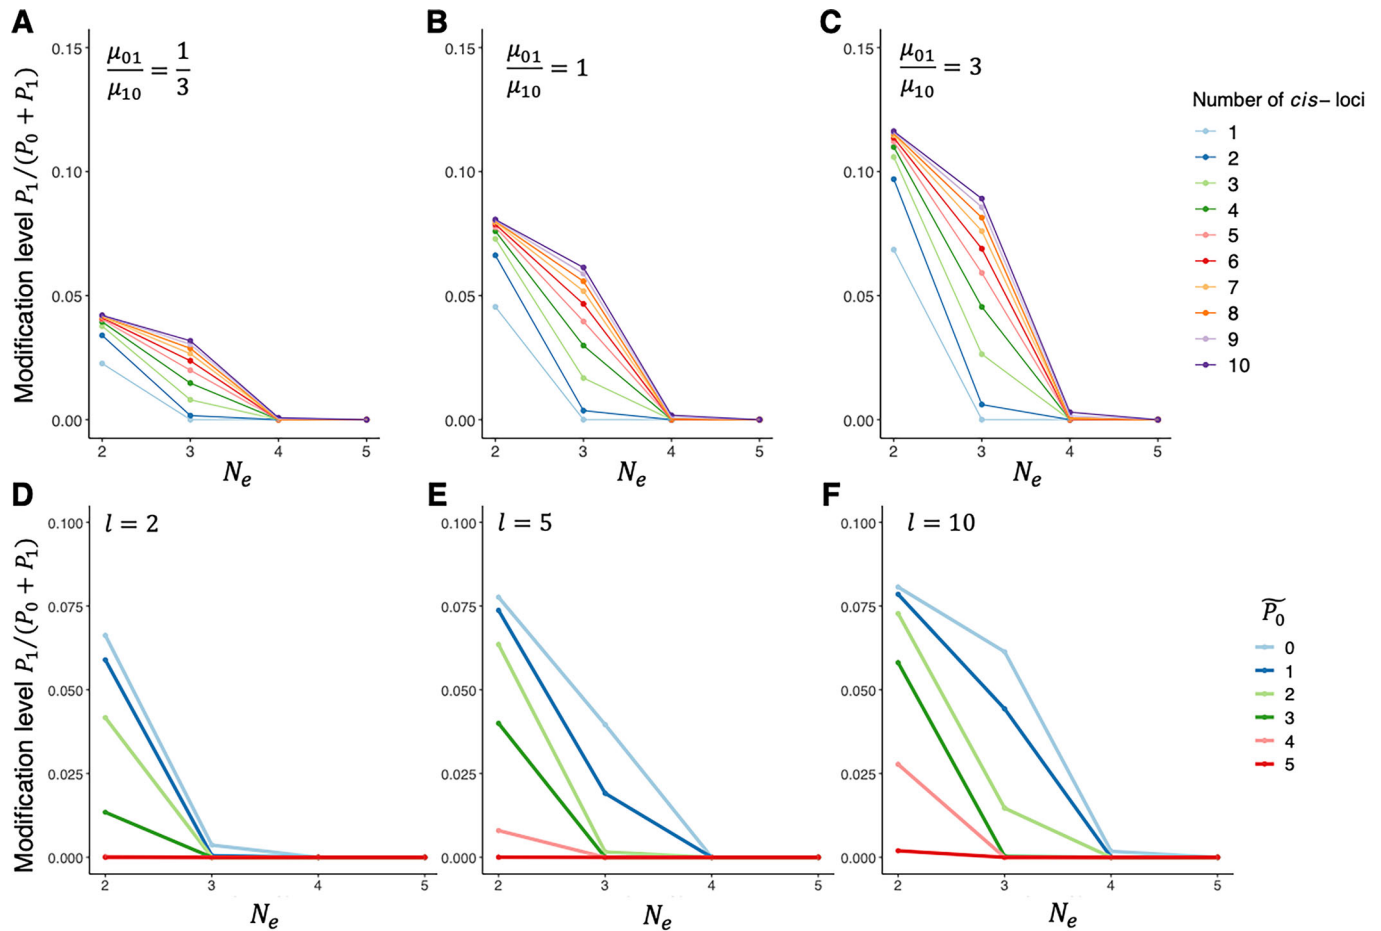 A
Modification level P₁/(P₀ + P₁)
0.15
0.10
0.05
0.00
μ₀₁/μ₁₀ = 1/3
2 3 4 5
Nₑ
B
0.15
0.10
0.05
0.00
μ₀₁/μ₁₀ = 1
2 3 4 5
Nₑ
C
0.15
0.10
0.05
0.00
μ₀₁/μ₁₀ = 3
2 3 4 5
Nₑ
Number of cis− loci
1
2
3
4
5
6
7
8
9
10
D
Modification level P₁/(P₀ + P₁)
0.100
0.075
0.050
0.025
0.000
l = 2
2 3 4 5
Nₑ
E
0.100
0.075
0.050
0.025
0.000
l = 5
2 3 4 5
Nₑ
F
0.100
0.075
0.050
0.025
0.000
l = 10
2 3 4 5
Nₑ
P̃₀
0
1
2
3
4
5